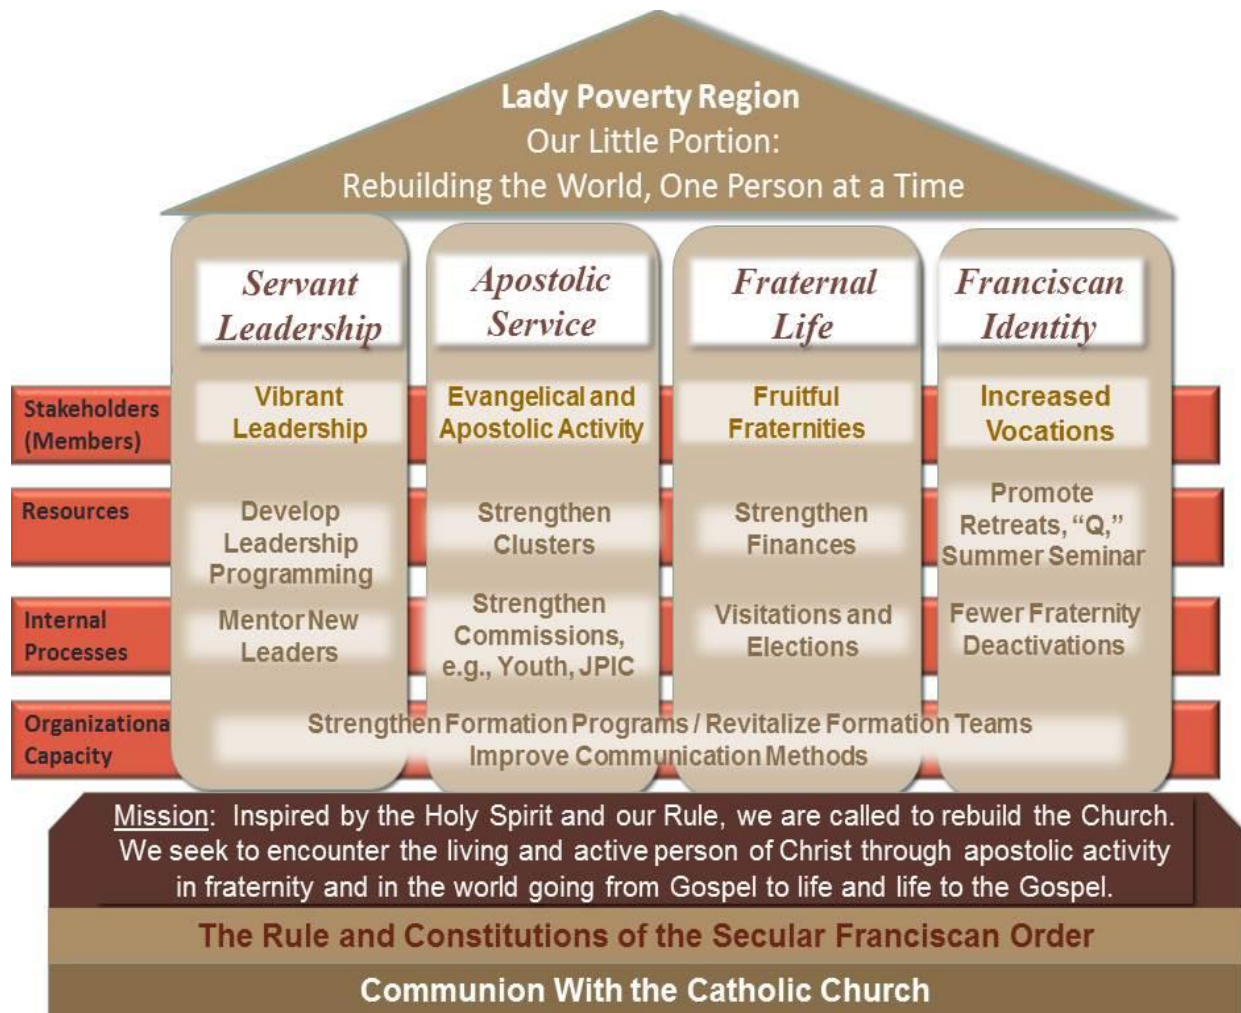 Lady Poverty Region
Our Little Portion:
Rebuilding the World, One Person at a Time
Servant
Leadership
Apostolic
Service
Fraternal
Life
Franciscan
Identity
Stakeholders
(Members)
Vibrant
Leadership
Evangelical and
Apostolic Activity
Fruitful
Fraternities
Increased
Vocations
Resources
Develop
Leadership
Programming
Strengthen
Clusters
Strengthen
Finances
Promote
Retreats, “Q,”
Summer Seminar
Internal
Processes
Mentor New
Leaders
Strengthen
Commissions,
e.g., Youth, JPIC
Visitations and
Elections
Fewer Fraternity
Deactivations
Organizationa
Capacity
Strengthen Formation Programs / Revitalize Formation Teams
Improve Communication Methods
Mission: Inspired by the Holy Spirit and our Rule, we are called to rebuild the Church.
We seek to encounter the living and active person of Christ through apostolic activity
in fraternity and in the world going from Gospel to life and life to the Gospel.
The Rule and Constitutions of the Secular Franciscan Order
Communion With the Catholic Church